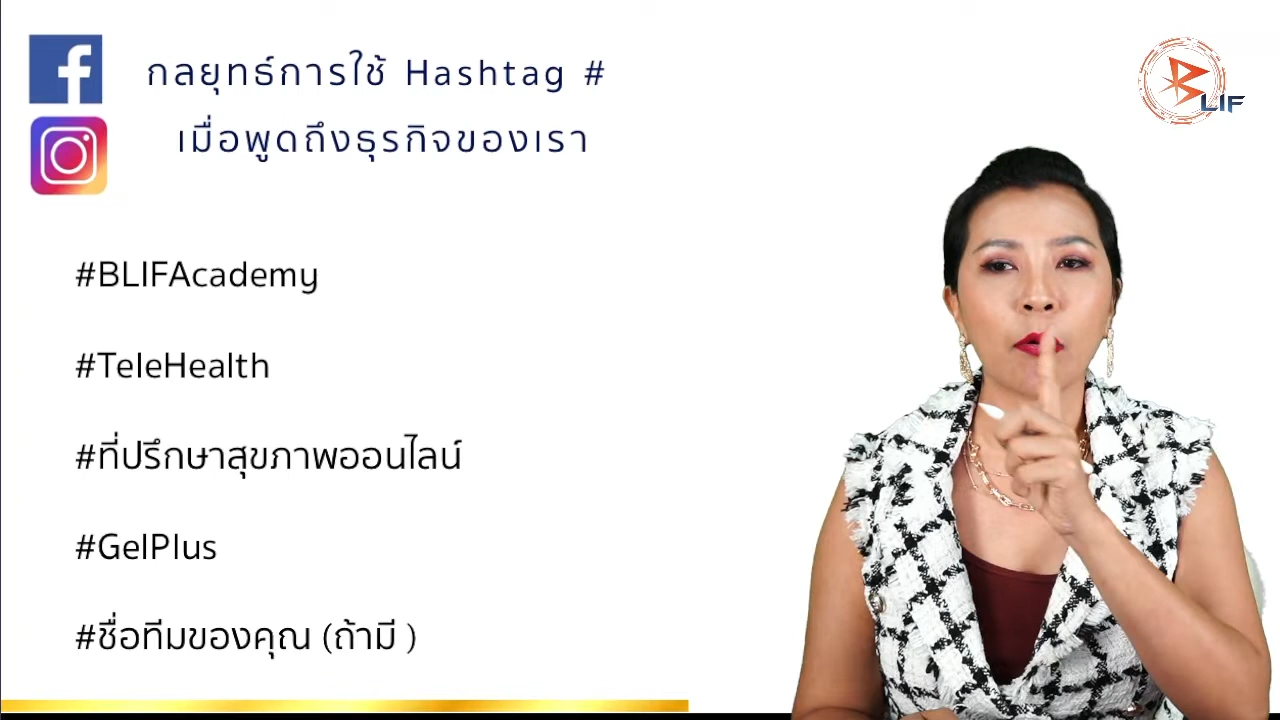 กลยุทธ์การใช้ Hashtag #
เมื่อพูดถึงธุรกิจของเรา
BLIF
#BLIFAcademy
#TeleHealth
#ที่ปรึกษาสุขภาพออนไลน์
#GelPlus
#ชื่อทีมของคุณ (ถ้ามี )